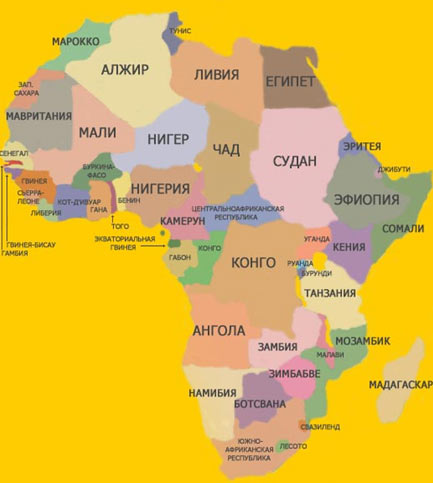 ТУНИС
МАРОККО
АЛЖИР
ЛИВИЯ
ЕГИПЕТ
ЗАП.
САХАРА
МАВРИТАНИЯ
МАЛИ
НИГЕР
ЧАД
СУДАН
ЭРИТЕЯ
СЕНЕГАЛ
ДЖИБУТИ
БУРКИНА-
ФАСО
ГВИНЕЯ
НИГЕРИЯ
ЭФИОПИЯ
СЬЕРРА-
ЛЕОНЕ
КОТ-Д'ИВУАР
ГАНА
БЕНИН
ЛИБЕРИЯ
ТОГО
КАМЕРУН
ЦЕНТРАЛЬНОАФРИКАНСКАЯ
РЕСПУБЛИКА
СОМАЛИ
ГВИНЕЯ-БИСАУ
ГАМБИЯ
ЭКВАТОРИАЛЬНАЯ
ГВИНЕЯ
ГАБОН
КОНГО
УГАНДА
КЕНИЯ
КОНГО
РУАНДА
БУРУНДИ
ТАНЗАНИЯ
АНГОЛА
ЗАМБИЯ
МАЛАВИ
МОЗАМБИК
ЗИМБАБВЕ
МАДАГАСКАР
НАМИБИЯ
БОТСВАНА
СВАЗИЛЕНД
ЮЖНО-
АФРИКАНСКАЯ
РЕСПУБЛИКА
ЛЕСОТО